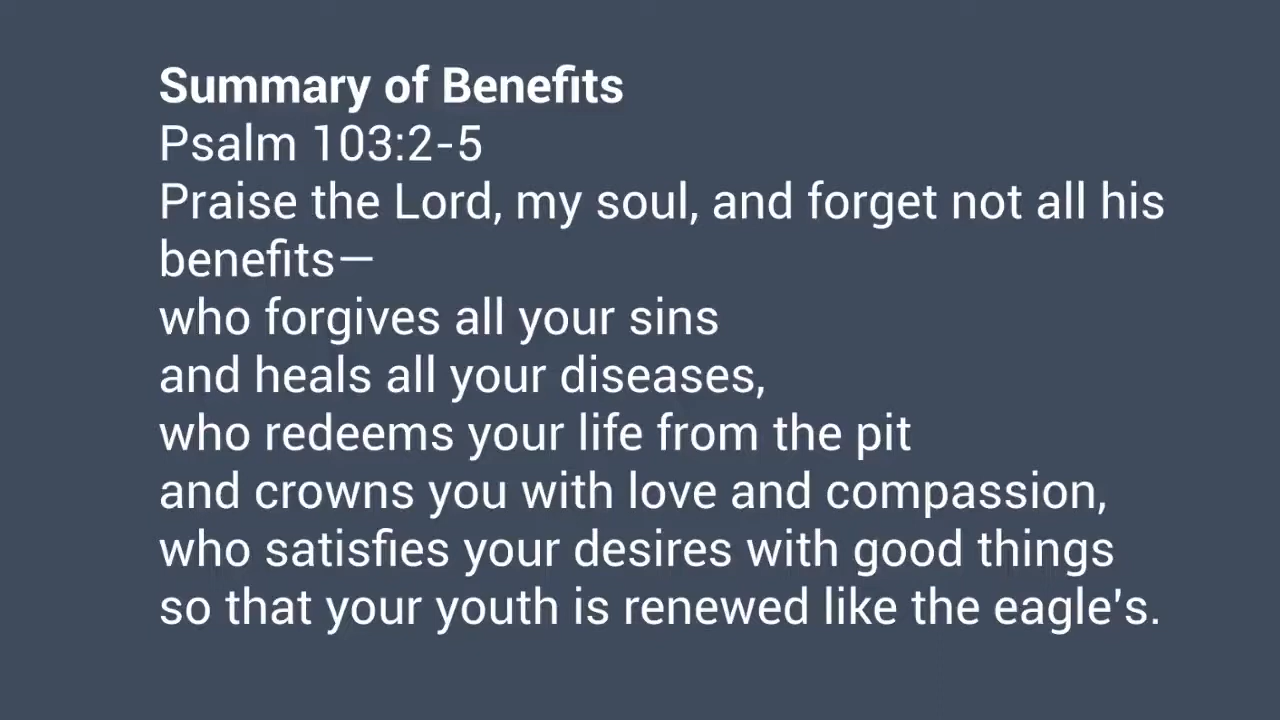 Summary of Benefits
Psalm 103:2-5
Praise the Lord, my soul, and forget not all his
benefits—
who forgives all your sins
and heals all your diseases,
who redeems your life from the pit
and crowns you with love and compassion,
who satisfies your desires with good things
so that your youth is renewed like the eagle's.